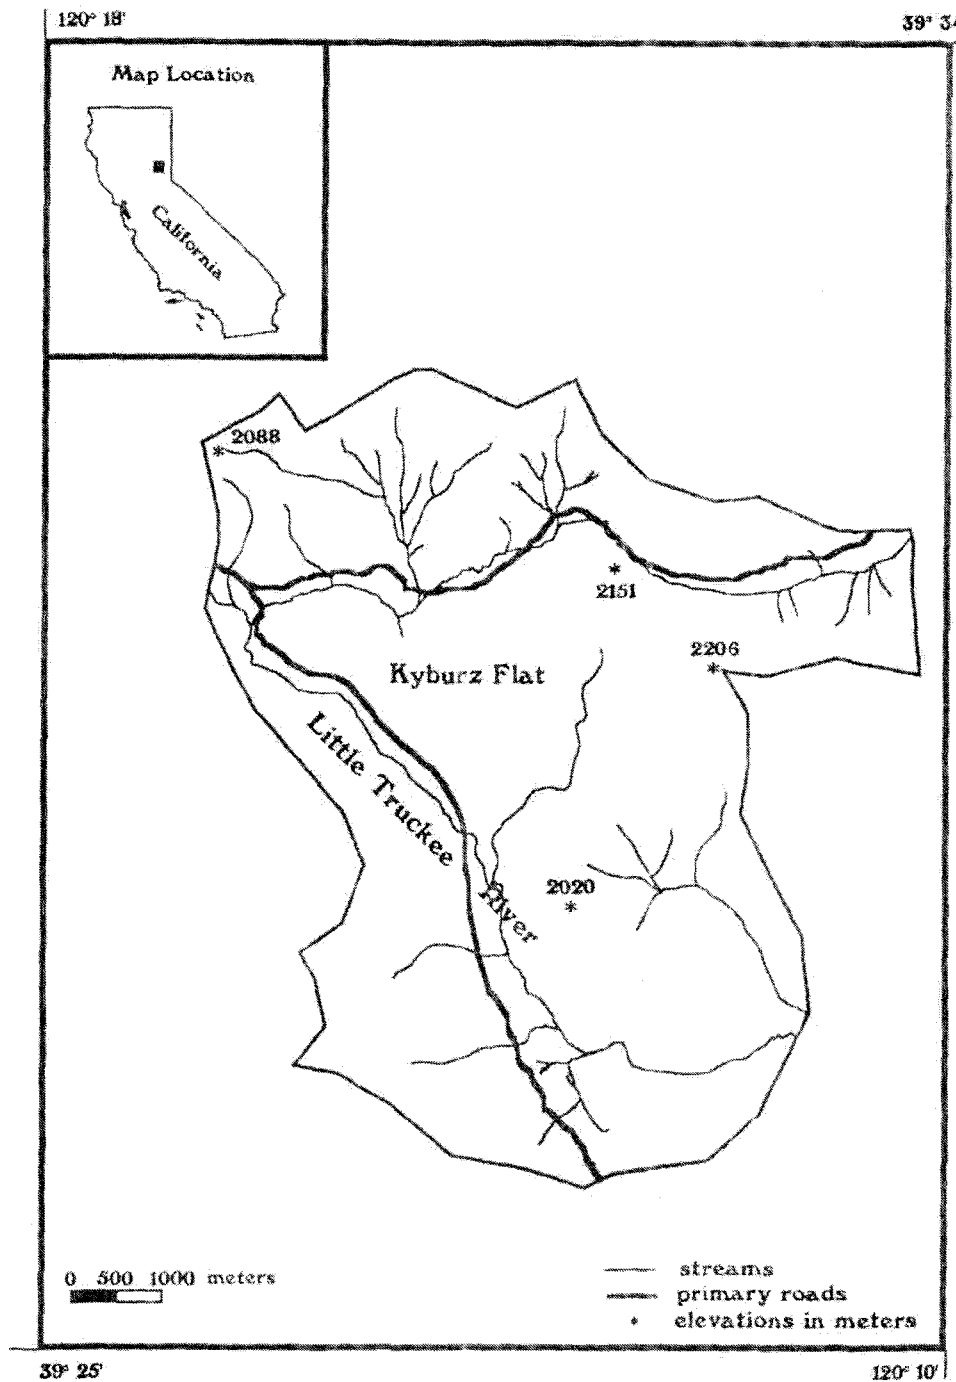 120° 18'
39° 34
Map Location
California
2088
2151
2206
Kyburz Flat
Little Truckee River
2020
0 500 1000 meters
streams
primary roads
elevations in meters
39° 25'
120° 10'